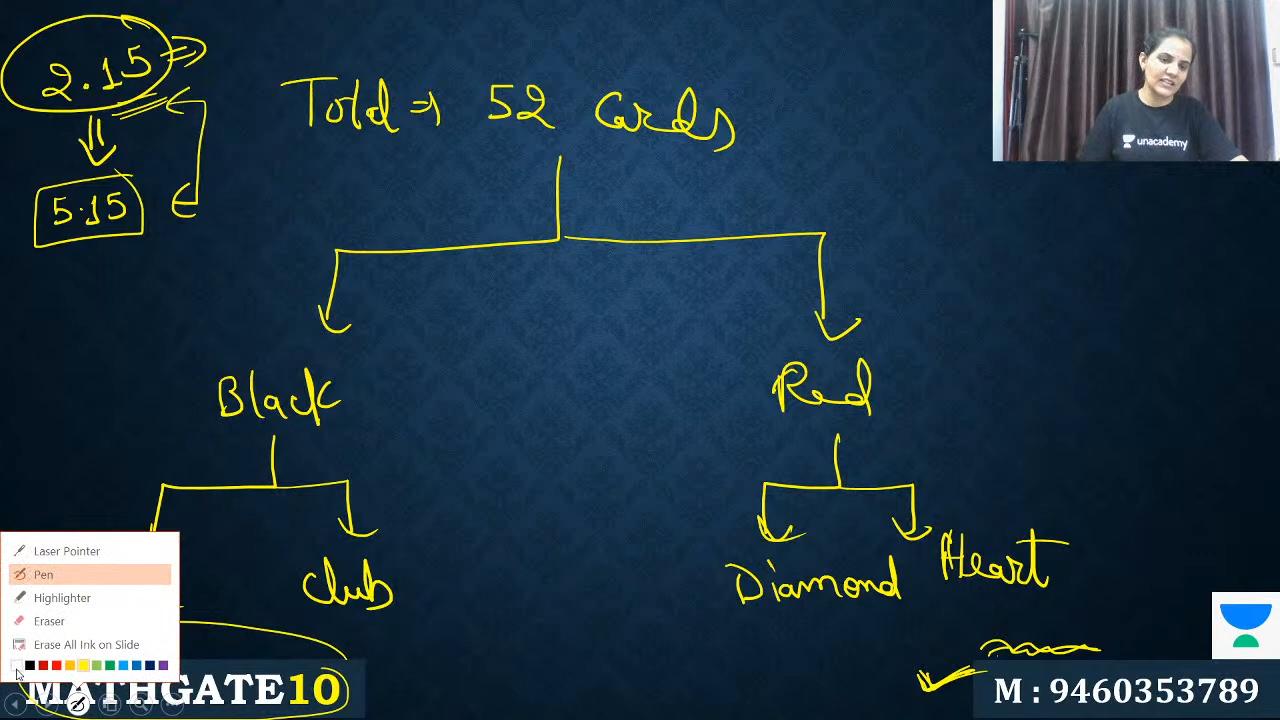 2.15
5.15
Total ⇒ 52 Cards
unacademy
Black
Red
Club
Diamond
Heart
Laser Pointer
Pen
Highlighter
Eraser
Erase All Ink on Slide
MATHGATE10
M : 9460353789